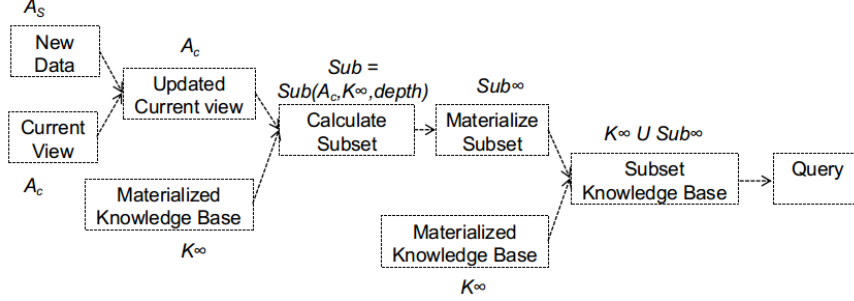 A_S
New
Data
A_c
Updated
Current view
Current
View
A_c
Sub =
Sub(A_c,K∞,depth)
Calculate
Subset
Sub∞
Materialize
Subset
Materialized
Knowledge Base
K∞
K∞ U Sub∞
Subset
Knowledge Base
Query
Materialized
Knowledge Base
K∞